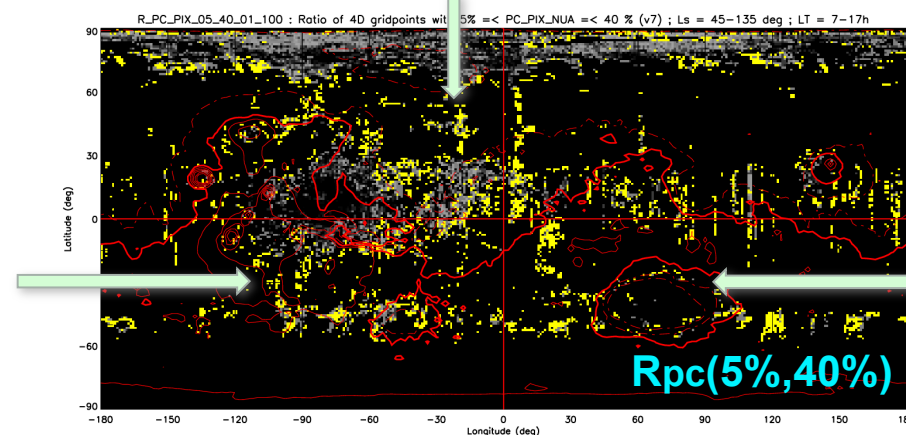 R_PC_PIX_05_40_01_100 : Ratio of 4D gridpoints wit 5% =< PC_PIX_NUA =< 40 % (v7) ; Ls = 45-135 deg ; LT = 7-17h
90
60
30
0
-30
-60
-90
Latitude (deg)
Rpc(5%,40%)
-180 -150 -120 -90 -60 -30 0 30 60 90 120 150
Longitude (deg)